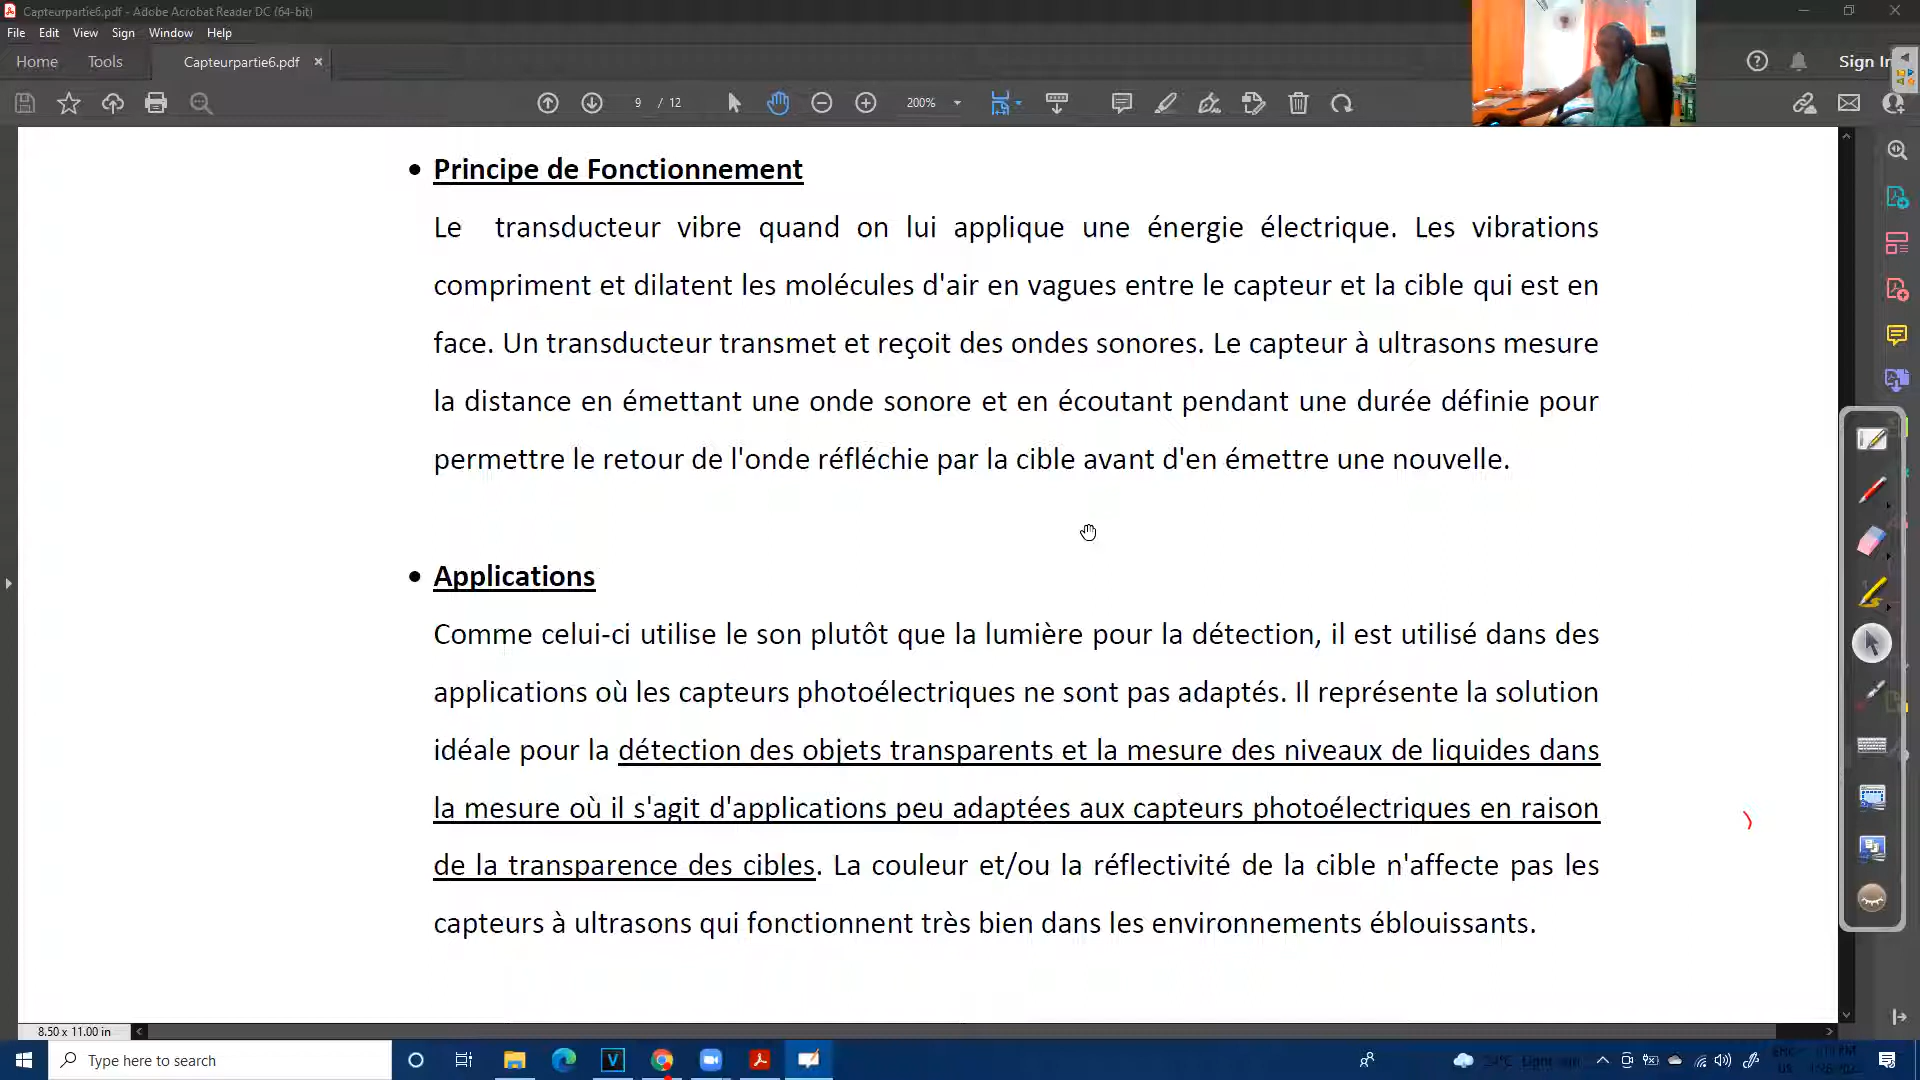 Capteurpartie6.pdf - Adobe Acrobat Reader DC (64-bit)
File Edit View Sign Window Help
Home Tools Capteurpartie6.pdf
Sign In
9 / 12
200%
Principe de Fonctionnement
Le transducteur vibre quand on lui applique une énergie électrique. Les vibrations
compriment et dilatent les molécules d'air en vagues entre le capteur et la cible qui est en
face. Un transducteur transmet et reçoit des ondes sonores. Le capteur à ultrasons mesure
la distance en émettant une onde sonore et en écoutant pendant une durée définie pour
permettre le retour de l'onde réfléchie par la cible avant d'en émettre une nouvelle.
Applications
Comme celui-ci utilise le son plutôt que la lumière pour la détection, il est utilisé dans des
applications où les capteurs photoélectriques ne sont pas adaptés. Il représente la solution
idéale pour la détection des objets transparents et la mesure des niveaux de liquides dans
la mesure où il s'agit d'applications peu adaptées aux capteurs photoélectriques en raison
de la transparence des cibles. La couleur et/ou la réflectivité de la cible n'affecte pas les
capteurs à ultrasons qui fonctionnent très bien dans les environnements éblouissants.
8.50 x 11.00 in
Type here to search